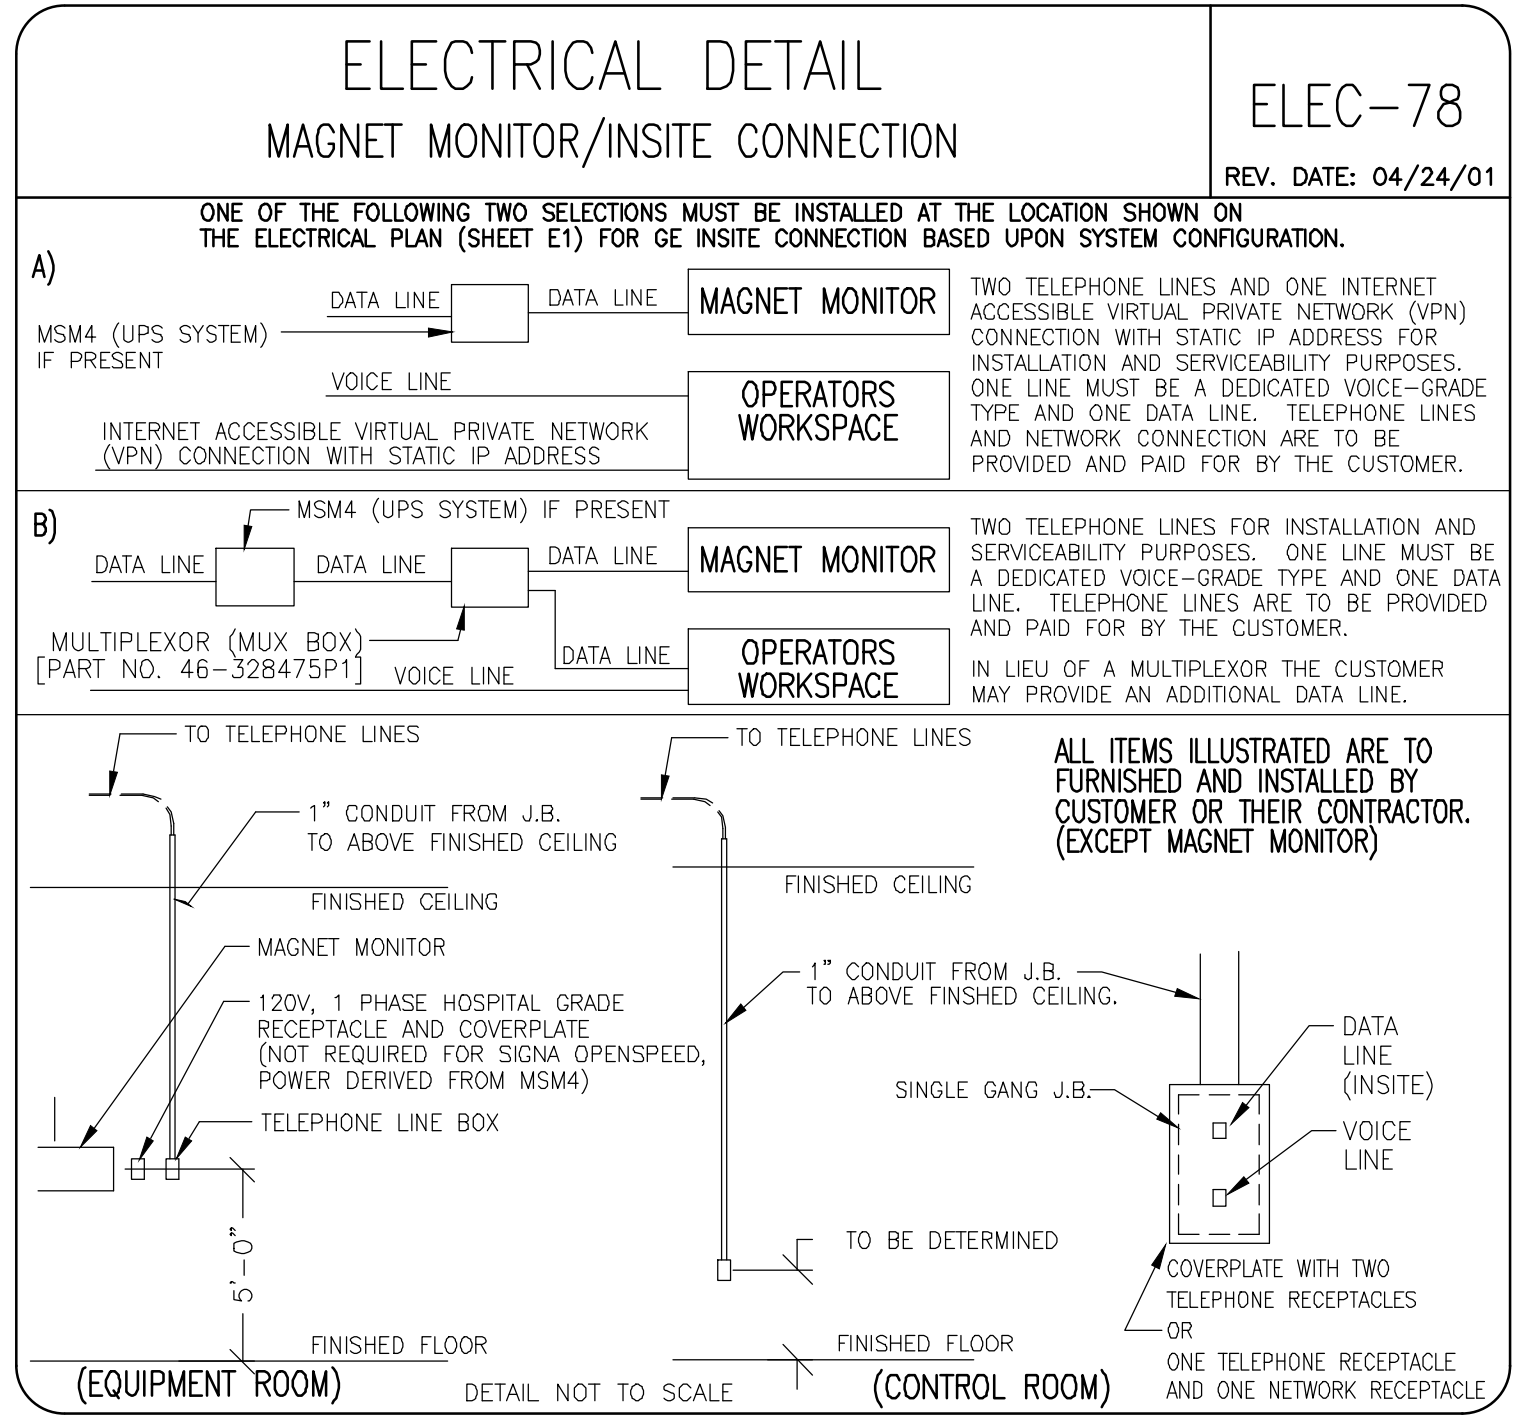 ELECTRICAL DETAIL
MAGNET MONITOR/INSITE CONNECTION
ELEC-78
REV. DATE: 04/24/01
ONE OF THE FOLLOWING TWO SELECTIONS MUST BE INSTALLED AT THE LOCATION SHOWN ON
THE ELECTRICAL PLAN (SHEET E1) FOR GE INSITE CONNECTION BASED UPON SYSTEM CONFIGURATION.
A)
DATA LINE
DATA LINE
MAGNET MONITOR
MSM4 (UPS SYSTEM)
IF PRESENT
VOICE LINE
OPERATORS
WORKSPACE
INTERNET ACCESSIBLE VIRTUAL PRIVATE NETWORK
(VPN) CONNECTION WITH STATIC IP ADDRESS
TWO TELEPHONE LINES AND ONE INTERNET
ACCESSIBLE VIRTUAL PRIVATE NETWORK (VPN)
CONNECTION WITH STATIC IP ADDRESS FOR
INSTALLATION AND SERVICEABILITY PURPOSES.
ONE LINE MUST BE A DEDICATED VOICE-GRADE
TYPE AND ONE DATA LINE. TELEPHONE LINES
AND NETWORK CONNECTION ARE TO BE
PROVIDED AND PAID FOR BY THE CUSTOMER.
B)
MSM4 (UPS SYSTEM) IF PRESENT
DATA LINE
DATA LINE
DATA LINE
MAGNET MONITOR
MULTIPLEXOR (MUX BOX)
[PART NO. 46-328475P1]
VOICE LINE
DATA LINE
OPERATORS
WORKSPACE
TWO TELEPHONE LINES FOR INSTALLATION AND
SERVICEABILITY PURPOSES. ONE LINE MUST BE
A DEDICATED VOICE-GRADE TYPE AND ONE DATA
LINE. TELEPHONE LINES ARE TO BE PROVIDED
AND PAID FOR BY THE CUSTOMER.
IN LIEU OF A MULTIPLEXOR THE CUSTOMER
MAY PROVIDE AN ADDITIONAL DATA LINE.
TO TELEPHONE LINES
1" CONDUIT FROM J.B.
TO ABOVE FINISHED CEILING
FINISHED CEILING
MAGNET MONITOR
120V, 1 PHASE HOSPITAL GRADE
RECEPTACLE AND COVERPLATE
(NOT REQUIRED FOR SIGNA OPENSPEED,
POWER DERIVED FROM MSM4)
TELEPHONE LINE BOX
5'-0"
FINISHED FLOOR
(EQUIPMENT ROOM)
DETAIL NOT TO SCALE
TO TELEPHONE LINES
FINISHED CEILING
1" CONDUIT FROM J.B.
TO ABOVE FINSHED CEILING.
TO BE DETERMINED
FINISHED FLOOR
(CONTROL ROOM)
ALL ITEMS ILLUSTRATED ARE TO
FURNISHED AND INSTALLED BY
CUSTOMER OR THEIR CONTRACTOR.
(EXCEPT MAGNET MONITOR)
SINGLE GANG J.B.
DATA
LINE
(INSITE)
VOICE
LINE
COVERPLATE WITH TWO
TELEPHONE RECEPTACLES
OR
ONE TELEPHONE RECEPTACLE
AND ONE NETWORK RECEPTACLE